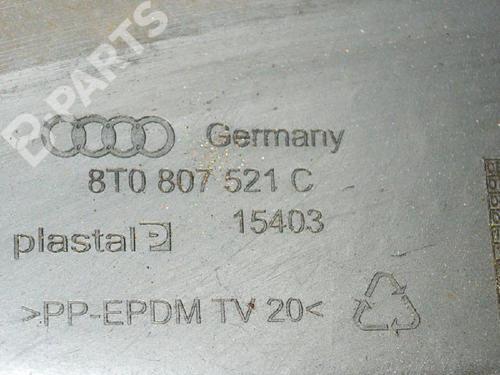 B-PARTS
Germany
8T0 807 521 C
15403
plastal
>PP-EPDM TV 20<